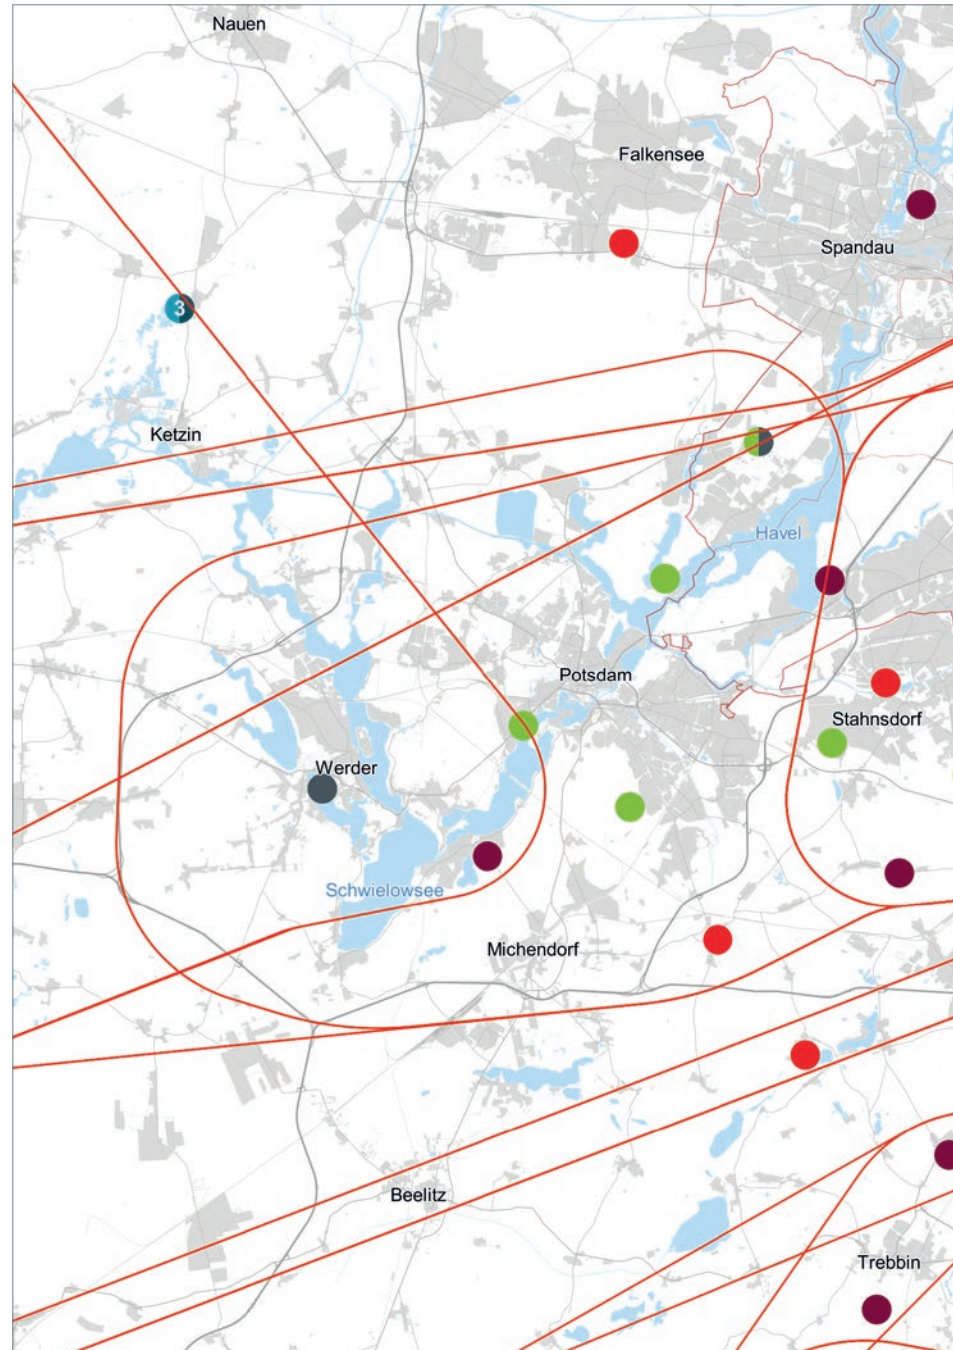 Nauen
Falkensee
Spandau
3
Ketzin
Havel
Potsdam
Stahnsdorf
Werder
Schwielowsee
Michendorf
Beelitz
Trebbin